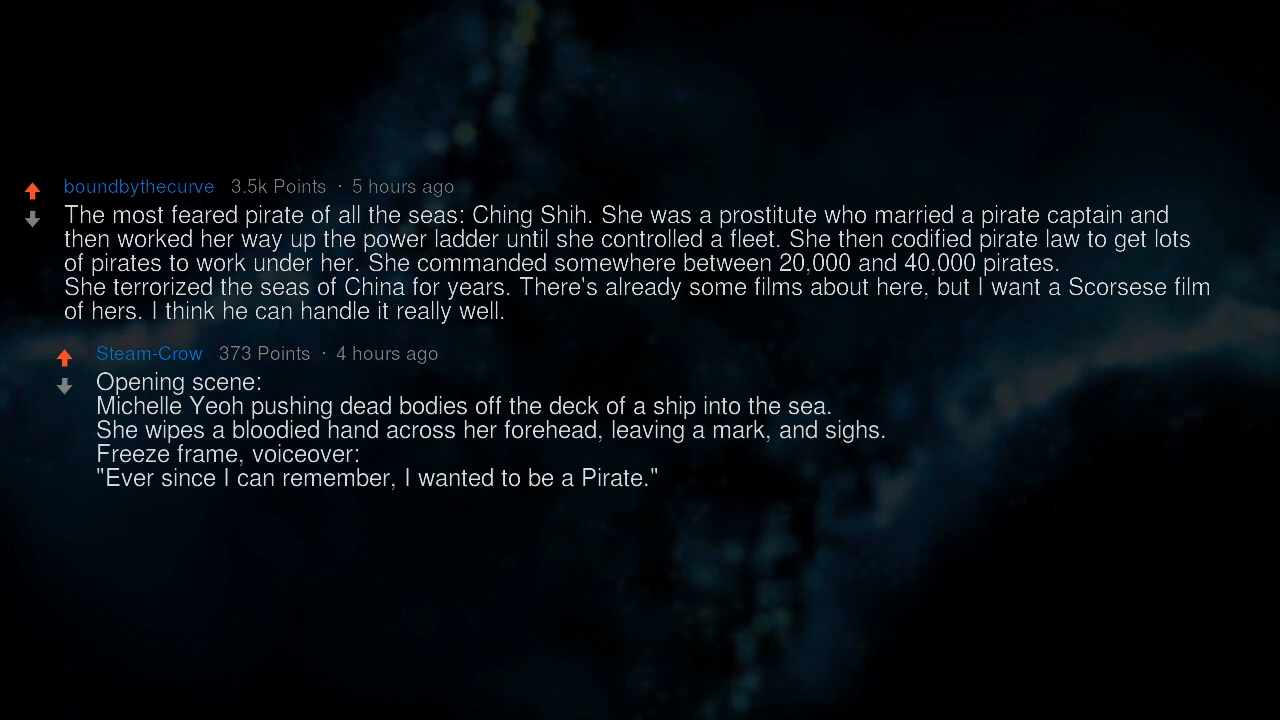 boundbythecurve 3.5k Points · 5 hours ago
The most feared pirate of all the seas: Ching Shih. She was a prostitute who married a pirate captain and
then worked her way up the power ladder until she controlled a fleet. She then codified pirate law to get lots
of pirates to work under her. She commanded somewhere between 20,000 and 40,000 pirates.
She terrorized the seas of China for years. There's already some films about here, but I want a Scorsese film
of hers. I think he can handle it really well.
Steam-Crow 373 Points · 4 hours ago
Opening scene:
Michelle Yeoh pushing dead bodies off the deck of a ship into the sea.
She wipes a bloodied hand across her forehead, leaving a mark, and sighs.
Freeze frame, voiceover:
"Ever since I can remember, I wanted to be a Pirate."